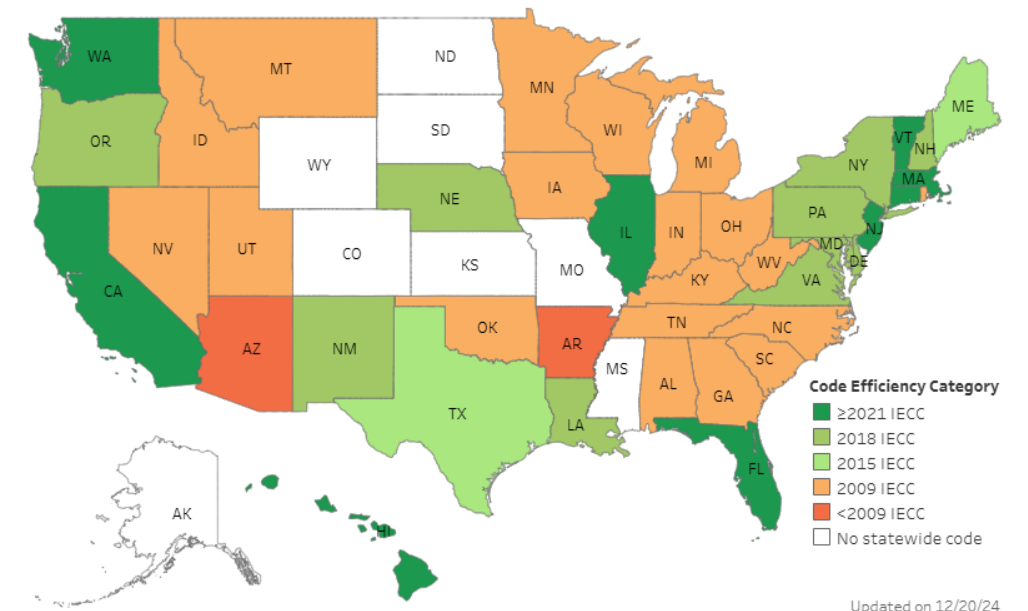 WA
MT
ND
MN
OR
ID
SD
WI
WY
MI
ME
VT
NH
NY
MA
NE
IA
PA
NJ
NV
UT
CO
KS
MO
IL
IN
OH
WV
MD
DE
VA
KY
CA
AZ
NM
OK
AR
TN
NC
SC
MS
AL
GA
TX
LA
FL
AK
HI
Code Efficiency Category
≥2021 IECC
2018 IECC
2015 IECC
2009 IECC
<2009 IECC
No statewide code
Updated on 12/20/24